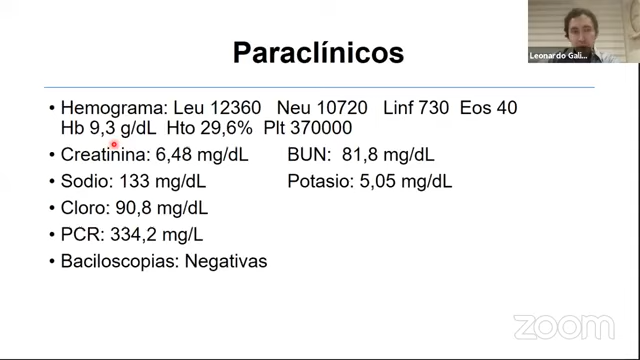 Paraclínicos
• Hemograma: Leu 12360 Neu 10720 Linf 730 Eos 40
Hb 9,3 g/dL Hto 29,6% Plt 370000
• Creatinina: 6,48 mg/dL BUN: 81,8 mg/dL
• Sodio: 133 mg/dL Potasio: 5,05 mg/dL
• Cloro: 90,8 mg/dL
• PCR: 334,2 mg/L
• Baciloscopias: Negativas
Leonardo Gali...
zoom